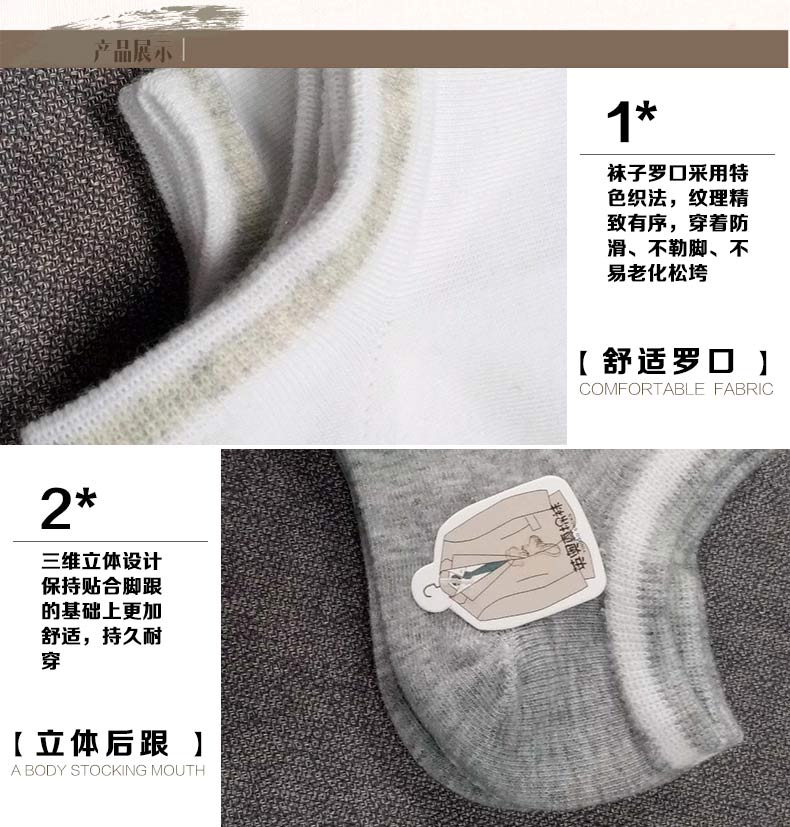 产品展示
1*
袜子罗口采用特
色织法，纹理精
致有序，穿着防
滑、不勒脚、不
易老化松垮
【 舒适罗口 】
COMFORTABLE FABRIC
2*
三维立体设计
保持贴合脚跟
的基础上更加
舒适，持久耐
穿
【 立体后跟 】
A BODY STOCKING MOUTH